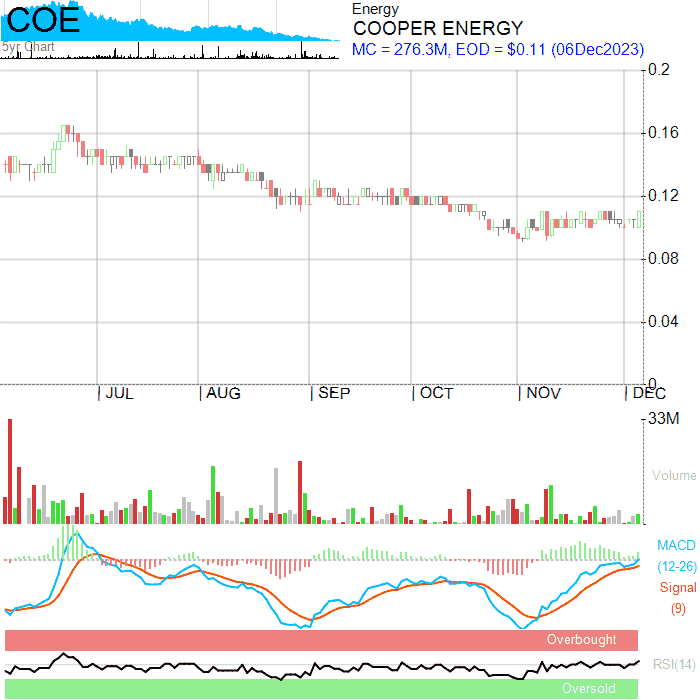 COE
5yr Chart
Energy
COOPER ENERGY
MC = 276.3M, EOD = $0.11 (06Dec2023)
0.2
0.16
0.12
0.08
0.04
0
JUL AUG SEP OCT NOV DEC
33M
Volume
MACD
(12-26)
Signal
(9)
Overbought
RSI(14)
Oversold